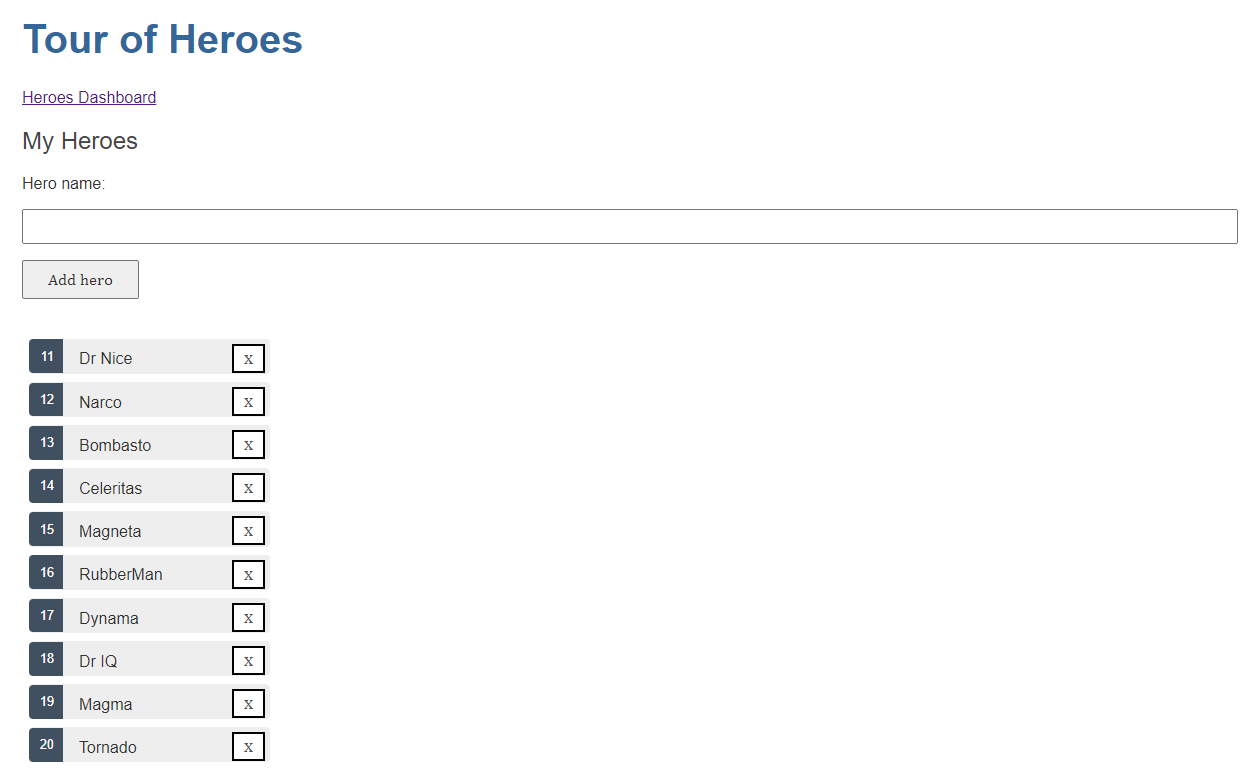 Tour of Heroes
Heroes Dashboard
My Heroes
Hero name:
Add hero
11 Dr Nice x
12 Narco x
13 Bombasto x
14 Celeritas x
15 Magneta x
16 RubberMan x
17 Dynama x
18 Dr IQ x
19 Magma x
20 Tornado x